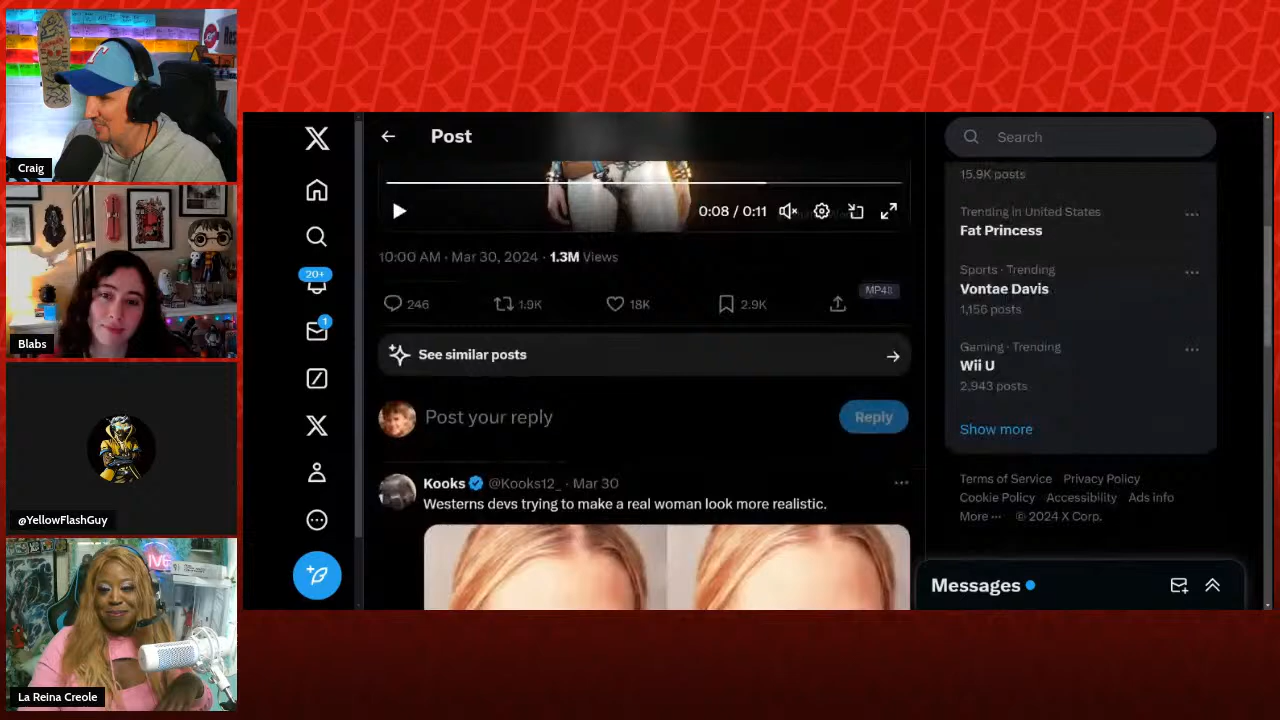 Craig
Blabs
@YellowFlashGuy
La Reina Creole
Post
0:08 / 0:11
10:00 AM · Mar 30, 2024 · 1.3M Views
246
1.9K
18K
2.9K
MP4
See similar posts
Post your reply
Reply
Kooks @Kooks12_ · Mar 30
Westerns devs trying to make a real woman look more realistic.
20+
1
Search
15.9K posts
Trending in United States
Fat Princess
Sports · Trending
Vontae Davis
1,156 posts
Gaming · Trending
Wii U
2,943 posts
Show more
Terms of Service Privacy Policy
Cookie Policy Accessibility Ads info
More ··· © 2024 X Corp.
Messages